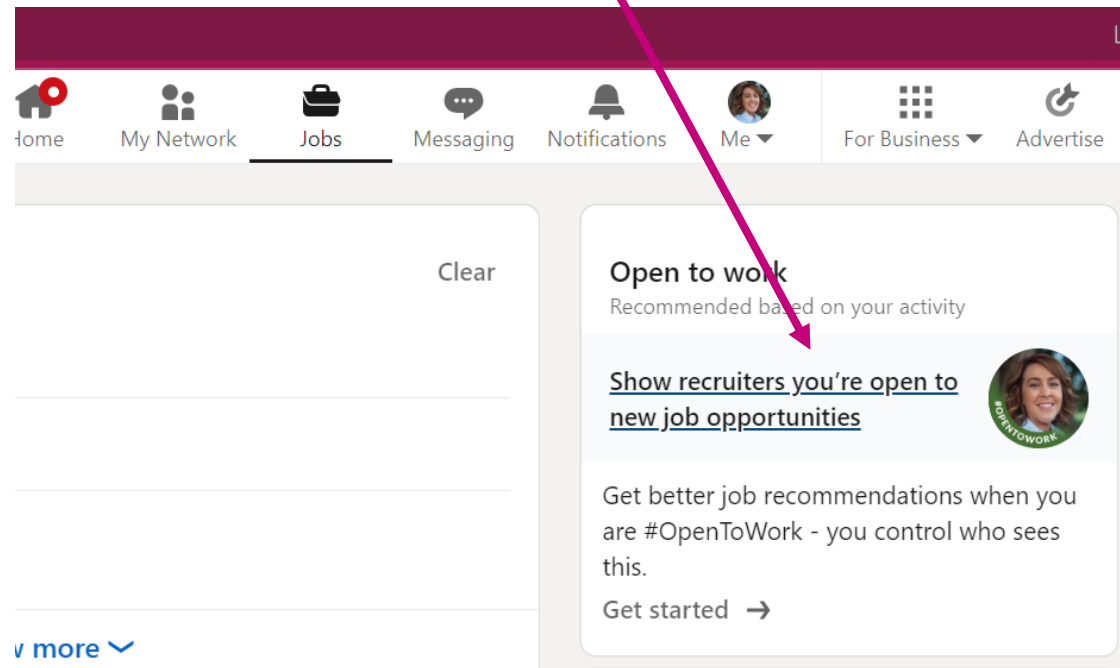 Home
My Network
Jobs
Messaging
Notifications
Me
For Business
Advertise
Clear
Open to work
Recommended based on your activity
Show recruiters you're open to
new job opportunities
#OPENTOWORK
Get better job recommendations when you
are #OpenToWork - you control who sees
this.
Get started →
w more